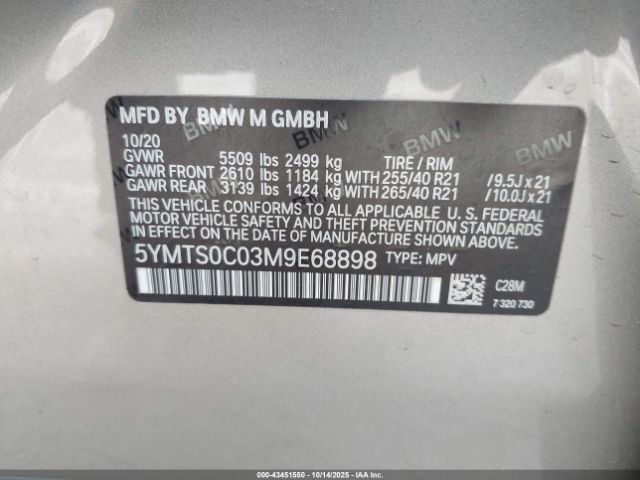 MFD BY BMW M GMBH
10/20
GVWR 5509 lbs 2499 kg TIRE / RIM
GAWR FRONT 2610 lbs 1184 kg WITH 255/40 R21 /9.5J x 21
GAWR REAR 3139 lbs 1424 kg WITH 265/40 R21 /10.0J x 21
THIS VEHICLE CONFORMS TO ALL APPLICABLE U. S. FEDERAL
MOTOR VEHICLE SAFETY AND THEFT PREVENTION STANDARDS
IN EFFECT ON THE DATE OF MANUFACTURE SHOWN ABOVE.
5YMTS0C03M9E68898 TYPE: MPV
C28M
7 320 730
BMW
BMW
BMW
BMW
000-43451550 - 10/14/2025 - IAAI.COM